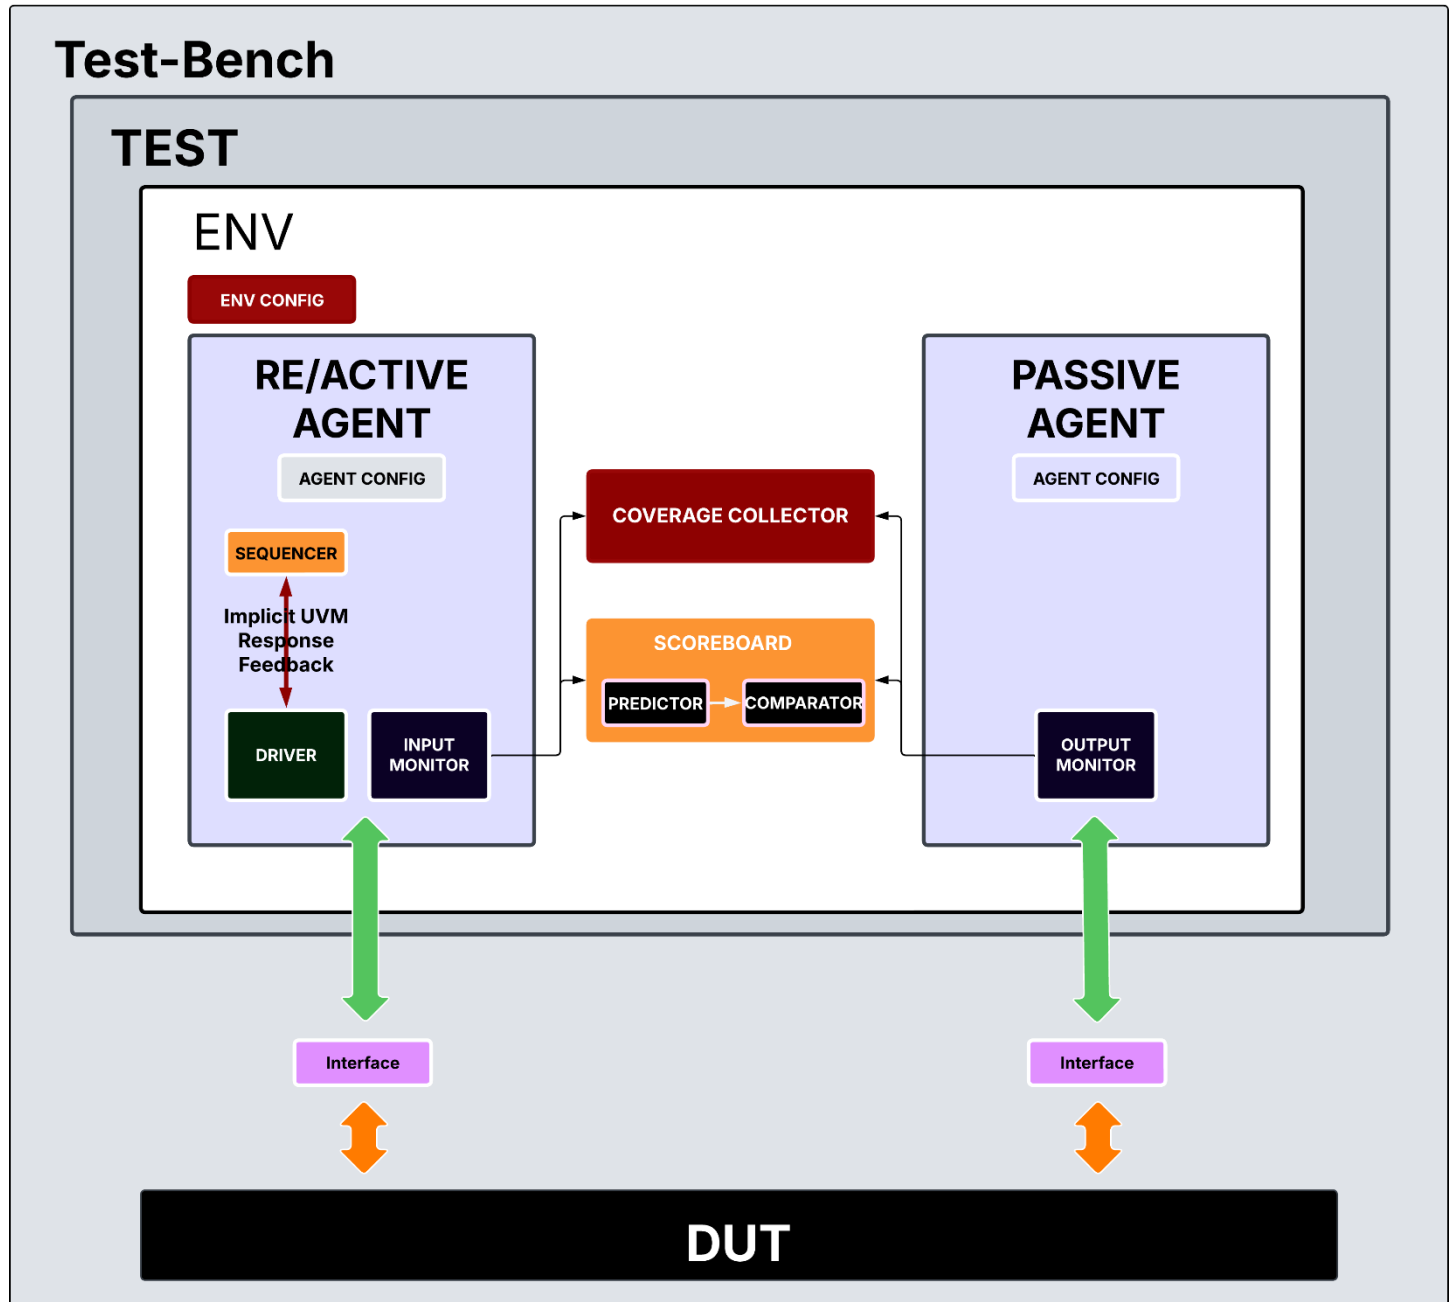 Test-Bench
TEST
ENV
ENV CONFIG
RE/ACTIVE
AGENT
AGENT CONFIG
SEQUENCER
Implicit UVM
Response
Feedback
DRIVER
INPUT
MONITOR
COVERAGE COLLECTOR
SCOREBOARD
PREDICTOR
COMPARATOR
PASSIVE
AGENT
AGENT CONFIG
OUTPUT
MONITOR
Interface
Interface
DUT